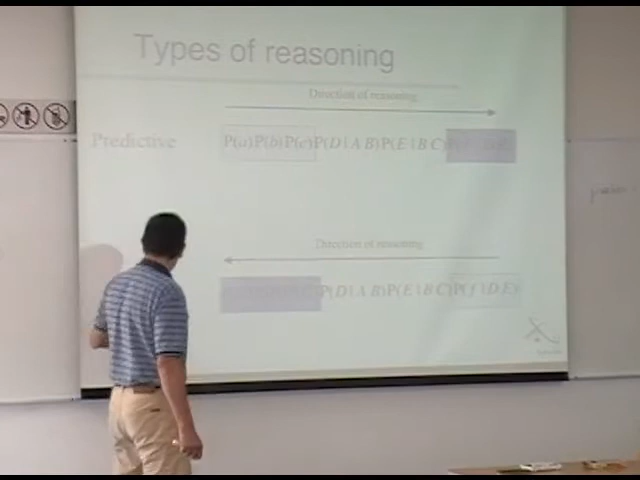 Types of reasoning
Direction of reasoning
Predictive P(a)P(b)P(c)P(D | A B)P(E | B C)
Direction of reasoning
P(D | A B)P(E | B C)P(f | D E)